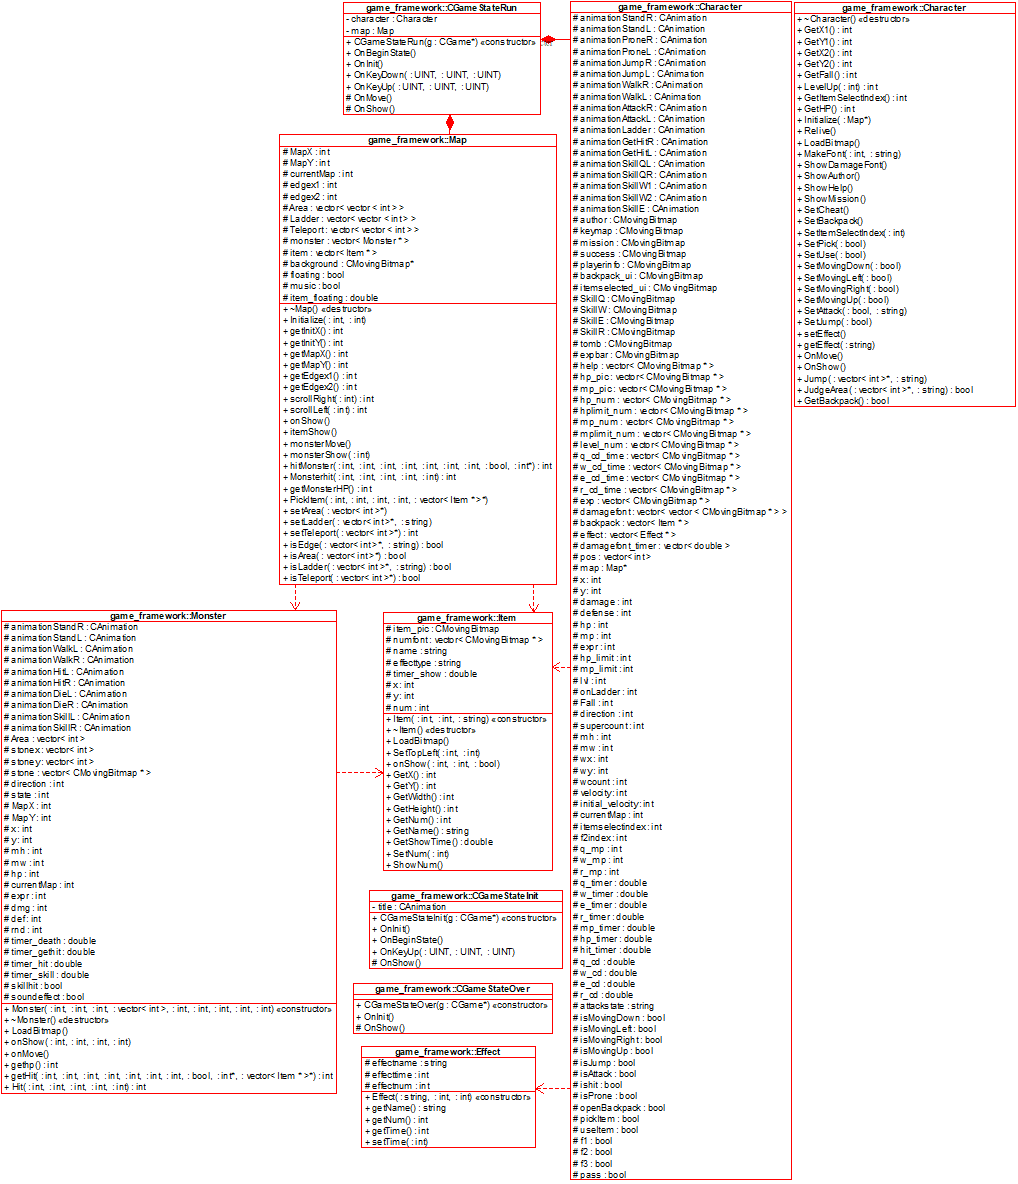 game_framework::CGameStateRun
- character : Character
- map : Map
+ CGameStateRun(g : CGame*) «constructor»
+ OnBeginState()
+ OnInit()
+ OnKeyDown( : UINT, : UINT, : UINT)
+ OnKeyUp( : UINT, : UINT, : UINT)
# OnMove()
# OnShow()
game_framework::Map
# MapX : int
# MapY : int
# currentMap : int
# edgex1 : int
# edgex2 : int
# Area : vector< vector < int > >
# Ladder : vector< vector < int > >
# Teleport : vector< vector < int > >
# monster : vector< Monster * >
# item : vector< Item * >
# background : CMovingBitmap*
# floating : bool
# music : bool
# item_floating : double
+ ~Map() «destructor»
+ Initialize( : int, : int)
+ getInitX() : int
+ getInitY() : int
+ getMapX() : int
+ getMapY() : int
+ getEdgex1() : int
+ getEdgex2() : int
+ scrollRight( : int) : int
+ scrollLeft( : int) : int
+ onShow()
+ itemShow()
+ monsterMove()
+ monsterShow( : int)
+ hitMonster( : int, : int, : int, : int, : int, : int, : int, : bool, : int*) : int
+ Monsterhit( : int, : int, : int, : int, : int) : int
+ getMonsterHP() : int
+ PickItem( : int, : int, : int, : int, : vector< Item * >*)
+ setArea( : vector< int >*)
+ setLadder( : vector< int >*, : string)
+ setTeleport( : vector< int >*) : int
+ isEdge( : vector< int >*, : string) : bool
+ isArea( : vector< int >*) : bool
+ isLadder( : vector< int >*, : string) : bool
+ isTeleport( : vector< int >*) : bool
game_framework::Monster
# animationStandR : CAnimation
# animationStandL : CAnimation
# animationWalkL : CAnimation
# animationWalkR : CAnimation
# animationHitL : CAnimation
# animationHitR : CAnimation
# animationDieL : CAnimation
# animationDieR : CAnimation
# animationSkillL : CAnimation
# animationSkillR : CAnimation
# Area : vector< int >
# stonex : vector< int >
# stoney : vector< int >
# stone : vector< CMovingBitmap * >
# direction : int
# state : int
# MapX : int
# MapY : int
# x : int
# y : int
# mh : int
# mw : int
# hp : int
# currentMap : int
# expr : int
# dmg : int
# def : int
# rnd : int
# timer_death : double
# timer_gethit : double
# timer_hit : double
# timer_skill : double
# skillhit : bool
# soundeffect : bool
+ Monster( : int, : int, : int, : vector< int >, : int, : int, : int, : int, : int) «constructor»
+ ~Monster() «destructor»
+ LoadBitmap()
+ onShow( : int, : int, : int, : int)
+ onMove()
+ gethp() : int
+ getHit( : int, : int, : int, : int, : int, : int, : int, : bool, : int*, : vector< Item * >*) : int
+ Hit( : int, : int, : int, : int, : int) : int
game_framework::Item
# item_pic : CMovingBitmap
# numfont : vector< CMovingBitmap * >
# name : string
# effecttype : string
# timer_show : double
# x : int
# y : int
# num : int
+ Item( : int, : int, : string) «constructor»
+ ~Item() «destructor»
+ LoadBitmap()
+ SetTopLeft( : int, : int)
+ onShow( : int, : int, : bool)
+ GetX() : int
+ GetY() : int
+ GetWidth() : int
+ GetHeight() : int
+ GetNum() : int
+ GetName() : string
+ GetShowTime() : double
+ SetNum( : int)
+ ShowNum()
game_framework::CGameStateInit
- title : CAnimation
+ CGameStateInit(g : CGame*) «constructor»
+ OnInit()
+ OnBeginState()
+ OnKeyUp( : UINT, : UINT, : UINT)
# OnShow()
game_framework::CGameStateOver
+ CGameStateOver(g : CGame*) «constructor»
+ OnInit()
# OnShow()
game_framework::Effect
# effectname : string
# effecttime : int
# effectnum : int
+ Effect( : string, : int, : int) «constructor»
+ getName() : string
+ getNum() : int
+ getTime() : int
+ setTime( : int)
game_framework::Character
# animationStandR : CAnimation
# animationStandL : CAnimation
# animationProneR : CAnimation
# animationProneL : CAnimation
# animationJumpR : CAnimation
# animationJumpL : CAnimation
# animationWalkR : CAnimation
# animationWalkL : CAnimation
# animationAttackR : CAnimation
# animationAttackL : CAnimation
# animationLadder : CAnimation
# animationGetHitR : CAnimation
# animationGetHitL : CAnimation
# animationSkillQL : CAnimation
# animationSkillQR : CAnimation
# animationSkillW1 : CAnimation
# animationSkillW2 : CAnimation
# animationSkillE : CAnimation
# author : CMovingBitmap
# keymap : CMovingBitmap
# mission : CMovingBitmap
# success : CMovingBitmap
# playerinfo : CMovingBitmap
# backpack_ui : CMovingBitmap
# itemselected_ui : CMovingBitmap
# SkillQ : CMovingBitmap
# SkillW : CMovingBitmap
# SkillE : CMovingBitmap
# SkillR : CMovingBitmap
# tomb : CMovingBitmap
# expbar : CMovingBitmap
# help : vector< CMovingBitmap * >
# hp_pic : vector< CMovingBitmap * >
# mp_pic : vector< CMovingBitmap * >
# hp_num : vector< CMovingBitmap * >
# hplimit_num : vector< CMovingBitmap * >
# mp_num : vector< CMovingBitmap * >
# mplimit_num : vector< CMovingBitmap * >
# level_num : vector< CMovingBitmap * >
# q_cd_time : vector< CMovingBitmap * >
# w_cd_time : vector< CMovingBitmap * >
# e_cd_time : vector< CMovingBitmap * >
# r_cd_time : vector< CMovingBitmap * >
# exp : vector< CMovingBitmap * >
# damagefont : vector< vector < CMovingBitmap * > >
# backpack : vector< Item * >
# effect : vector< Effect * >
# damagefont_timer : vector< double >
# pos : vector< int >
# map : Map*
# x : int
# y : int
# damage : int
# defense : int
# hp : int
# mp : int
# expr : int
# hp_limit : int
# mp_limit : int
# lvl : int
# onLadder : int
# Fall : int
# direction : int
# supercount : int
# mh : int
# mw : int
# wx : int
# wy : int
# wcount : int
# velocity : int
# initial_velocity : int
# currentMap : int
# itemselectindex : int
# f2index : int
# q_mp : int
# w_mp : int
# r_mp : int
# q_timer : double
# w_timer : double
# e_timer : double
# r_timer : double
# mp_timer : double
# hp_timer : double
# hit_timer : double
# q_cd : double
# w_cd : double
# e_cd : double
# r_cd : double
# attackstate : string
# isMovingDown : bool
# isMovingLeft : bool
# isMovingRight : bool
# isMovingUp : bool
# isJump : bool
# isAttack : bool
# ishit : bool
# isProne : bool
# openBackpack : bool
# pickItem : bool
# useItem : bool
# f1 : bool
# f2 : bool
# f3 : bool
# pass : bool
game_framework::Character
+ ~Character() «destructor»
+ GetX1() : int
+ GetY1() : int
+ GetX2() : int
+ GetY2() : int
+ GetFall() : int
+ LevelUp( : int) : int
+ GetItemSelectIndex() : int
+ GetHP() : int
+ Initialize( : Map*)
+ Relive()
+ LoadBitmap()
+ MakeFont( : int, : string)
+ ShowDamageFont()
+ ShowAuthor()
+ ShowHelp()
+ ShowMission()
+ SetCheat()
+ SetBackpack()
+ SetItemSelectIndex( : int)
+ SetPick( : bool)
+ SetUse( : bool)
+ SetMovingDown( : bool)
+ SetMovingLeft( : bool)
+ SetMovingRight( : bool)
+ SetMovingUp( : bool)
+ SetAttack( : bool, : string)
+ SetJump( : bool)
+ setEffect()
+ getEffect( : string)
+ OnMove()
+ OnShow()
+ Jump( : vector< int >*, : string)
+ JudgeArea( : vector< int >*, : string) : bool
+ GetBackpack() : bool